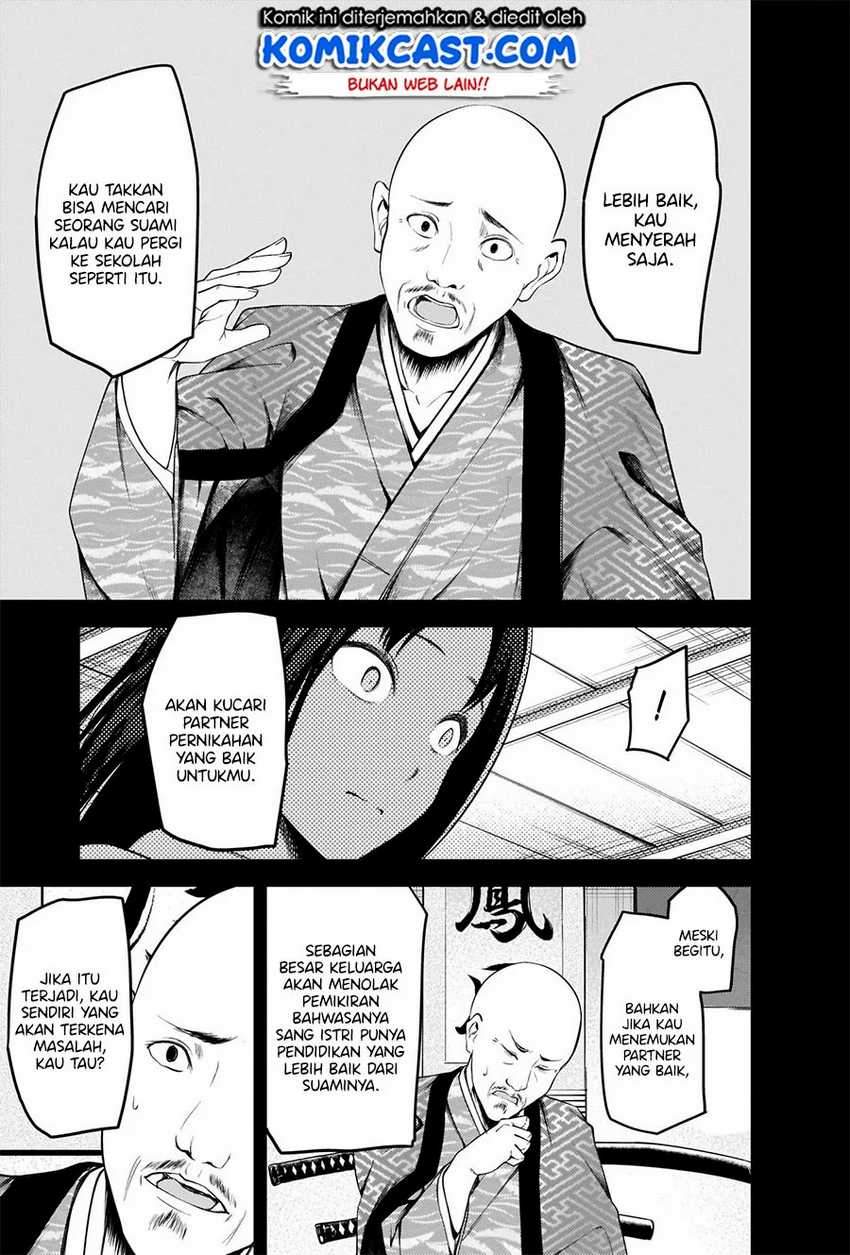 Komik ini diterjemahkan & diedit oleh
KOMIKCAST.COM
BUKAN WEB LAIN!!
LEBIH BAIK,
KAU
MENYERAH
SAJA.
KAU TAKKAN
BISA MENCARI
SEORANG SUAMI
KALAU KAU PERGI
KE SEKOLAH
SEPERTI ITU.
!
AKAN KUCARI
PARTNER
PERNIKAHAN
YANG BAIK
UNTUKMU.
MESKI
BEGITU,
BAHKAN
JIKA KAU
MENEMUKAN
PARTNER
YANG BAIK,
鳳
SEBAGIAN
BESAR KELUARGA
AKAN MENOLAK
PEMIKIRAN
BAHWASANYA
SANG ISTRI PUNYA
PENDIDIKAN YANG
LEBIH BAIK DARI
SUAMINYA.
JIKA ITU
TERJADI, KAU
SENDIRI YANG
AKAN TERKENA
MASALAH,
KAU TAU?